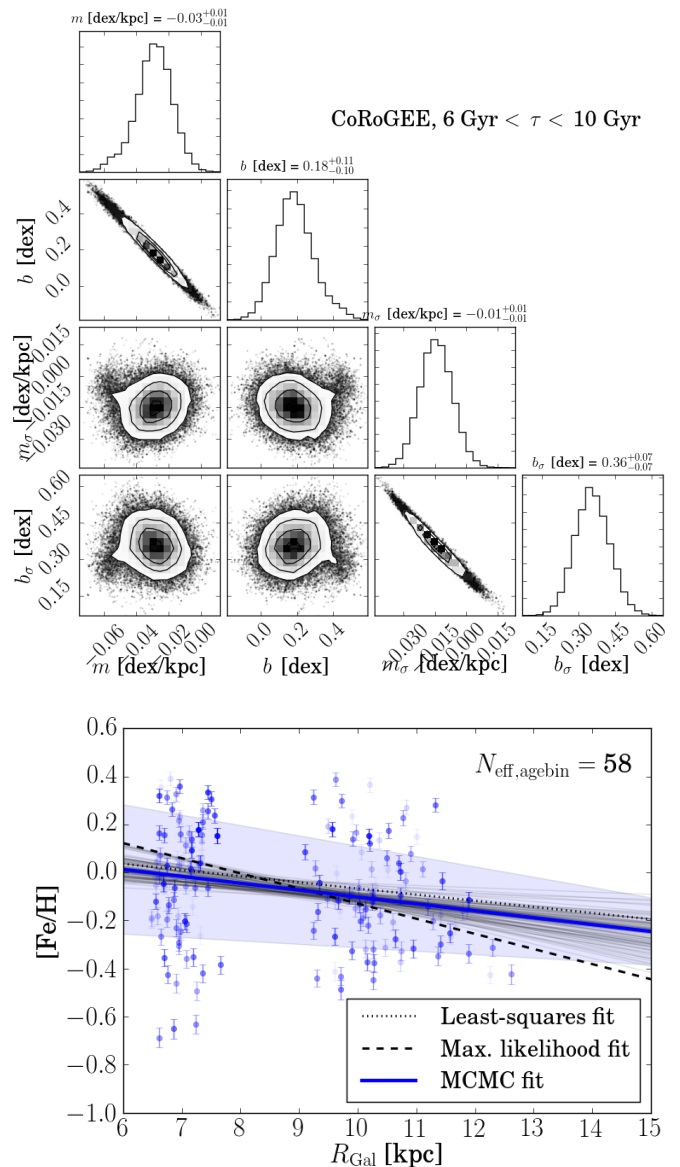 m [dex/kpc] = −0.03+0.01−0.01
CoRoGEE, 6 Gyr < τ < 10 Gyr
b [dex] = 0.18+0.11−0.10
0.4
0.2
0.0
b [dex]
mσ [dex/kpc] = −0.01+0.01−0.01
0.015
0.000
−0.015
−0.030
mσ [dex/kpc]
bσ [dex] = 0.36+0.07−0.07
0.60
0.45
0.30
0.15
bσ [dex]
−0.06 −0.04 −0.02 0.00
0.0 0.2 0.4
−0.030 −0.015 0.000 0.015
0.15 0.30 0.45 0.60
m [dex/kpc] b [dex] mσ [dex/kpc] bσ [dex]
0.6
0.4
0.2
0.0
−0.2
−0.4
−0.6
−0.8
−1.0
[Fe/H]
Neff,agebin = 58
Least-squares fit
Max. likelihood fit
MCMC fit
6 7 8 9 10 11 12 13 14 15
RGal [kpc]